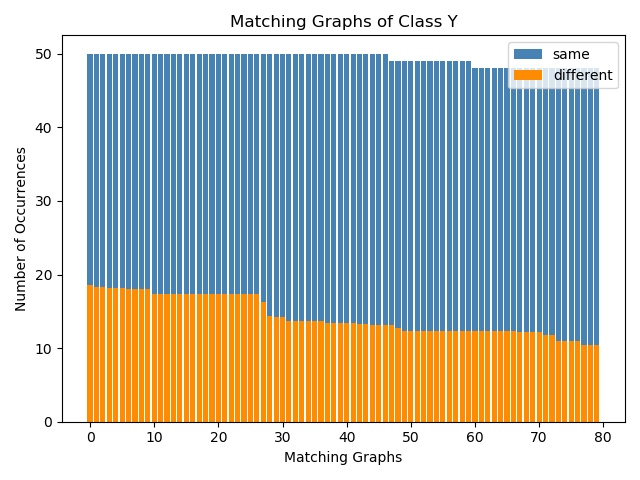 Matching Graphs of Class Y
same
different
Number of Occurrences
50
40
30
20
10
0
0 10 20 30 40 50 60 70 80
Matching Graphs